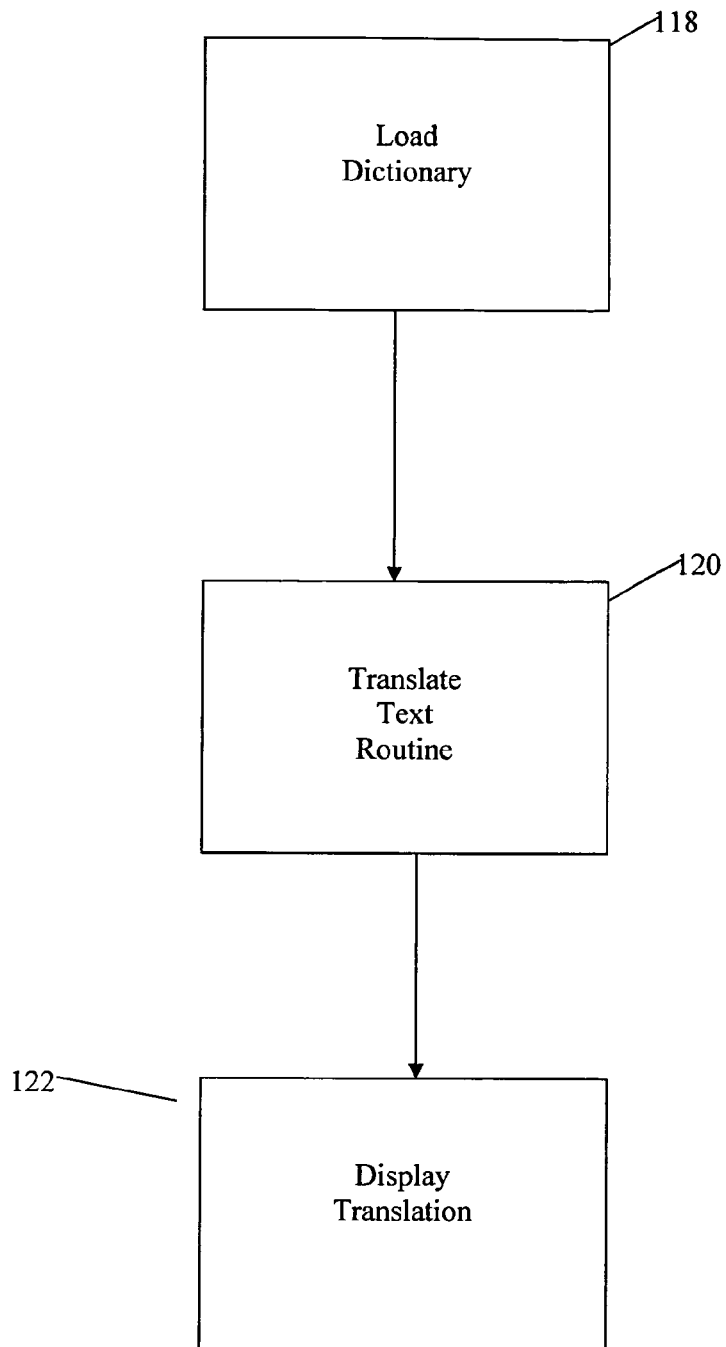 118
Load
Dictionary
120
Translate
Text
Routine
122
Display
Translation